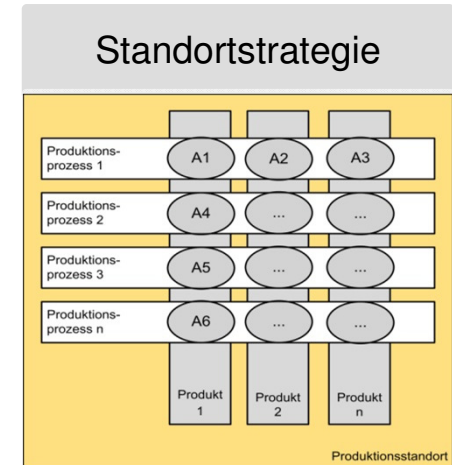 Standortstrategie
Produktions-
prozess 1
A1
A2
A3
Produktions-
prozess 2
A4
...
...
Produktions-
prozess 3
A5
...
...
Produktions-
prozess n
A6
...
...
Produkt
1
Produkt
2
Produkt
n
Produktionsstandort